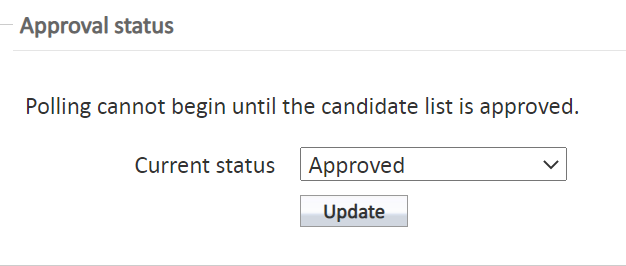 Approval status
Polling cannot begin until the candidate list is approved.
Current status Approved
Update